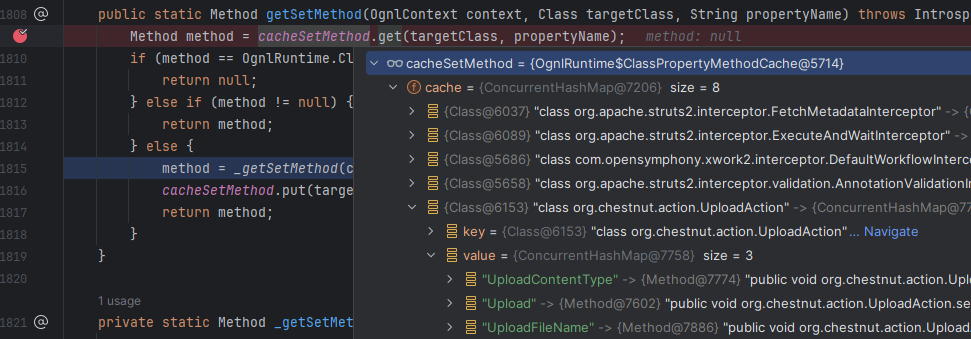 1808 @ public static Method getSetMethod(OgnlContext context, Class targetClass, String propertyName) throws Introsp
Method method = cacheSetMethod.get(targetClass, propertyName); method: null
1810 if (method == OgnlRuntime.Cl
1811 return null;
1812 } else if (method != null) {
1813 return method;
1814 } else {
1815 method = _getSetMethod(c
1816 cacheSetMethod.put(targe
1817 return method;
1818 }
1819 }
1820
1 usage
1821 @ private static Method _getSetMet
cacheSetMethod = {OgnlRuntime$ClassPropertyMethodCache@5714}
f cache = {ConcurrentHashMap@7206} size = 8
{Class@6037} "class org.apache.struts2.interceptor.FetchMetadataInterceptor" -> {C
{Class@6089} "class org.apache.struts2.interceptor.ExecuteAndWaitInterceptor" -> {
{Class@5686} "class com.opensymphony.xwork2.interceptor.DefaultWorkflowInterc
{Class@5658} "class org.apache.struts2.interceptor.validation.AnnotationValidationIn
{Class@6153} "class org.chestnut.action.UploadAction" -> {ConcurrentHashMap@77
key = {Class@6153} "class org.chestnut.action.UploadAction"... Navigate
value = {ConcurrentHashMap@7758} size = 3
"UploadContentType" -> {Method@7774} "public void org.chestnut.action.Uplo
"Upload" -> {Method@7602} "public void org.chestnut.action.UploadAction.se
"UploadFileName" -> {Method@7886} "public void org.chestnut.action.UploadA